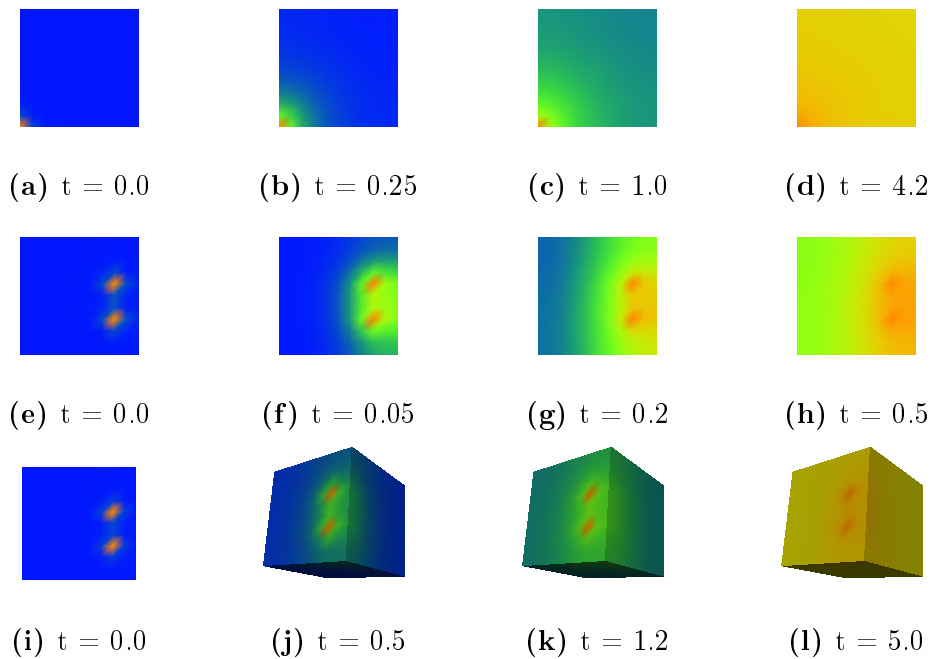 (a) t = 0.0 (b) t = 0.25 (c) t = 1.0 (d) t = 4.2
(e) t = 0.0 (f) t = 0.05 (g) t = 0.2 (h) t = 0.5
(i) t = 0.0 (j) t = 0.5 (k) t = 1.2 (l) t = 5.0